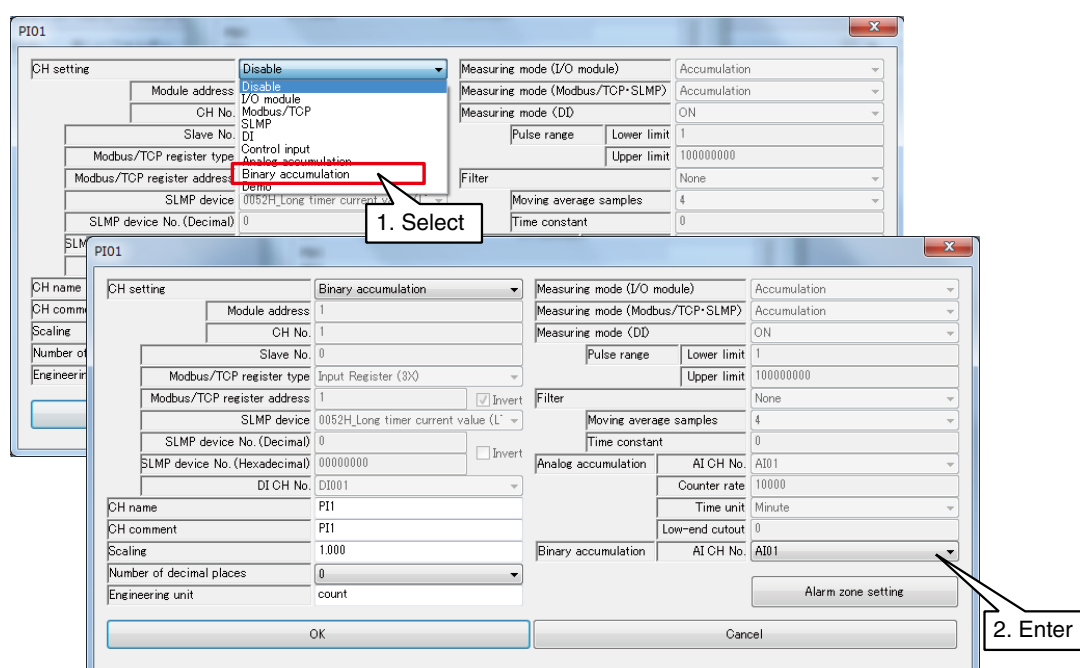 PI01
CH setting Disable Measuring mode (I/O module) Accumulation
Disable
I/O module
Modbus/TCP
SLMP
DI
Control input
Analog accumulation
Binary accumulation
Demo
Module address Measuring mode (Modbus/TCP・SLMP) Accumulation
CH No. Measuring mode (DI) ON
Slave No. Pulse range Lower limit 1
Modbus/TCP register type Upper limit 100000000
Modbus/TCP register address Filter None
SLMP device 0052H_Long timer current Moving average samples 4
SLMP device No.(Decimal) 0 Time constant 0
1. Select
CH name
Scaling
PI01
CH setting Binary accumulation Measuring mode (I/O module) Accumulation
Module address 1 Measuring mode (Modbus/TCP・SLMP) Accumulation
CH No. 1 Measuring mode (DI) ON
Slave No. 0 Pulse range Lower limit 1
Modbus/TCP register type Input Register (3X) Upper limit 100000000
Modbus/TCP register address 1 Invert Filter None
SLMP device 0052H_Long timer current value (L Moving average samples 4
SLMP device No.(Decimal) 0 Invert Time constant 0
SLMP device No.(Hexadecimal) 00000000 Analog accumulation AI CH No. AI01
DI CH No. DI001 Counter rate 10000
CH name PI1 Time unit Minute
CH comment PI1 Low-end cutout 0
Scaling 1.000 Binary accumulation AI CH No. AI01
Number of decimal places 0
Engineering unit count Alarm zone setting
OK Cancel
2. Enter